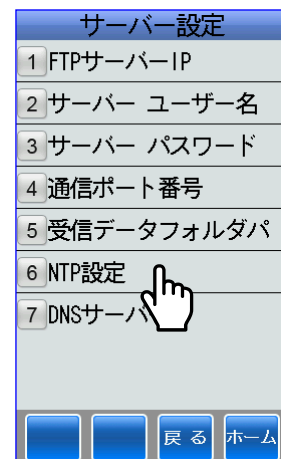 サーバー設定
1 FTPサーバーIP
2 サーバー ユーザー名
3 サーバー パスワード
4 通信ポート番号
5 受信データフォルダパ
6 NTP設定
7 DNSサーバ
戻る ホーム